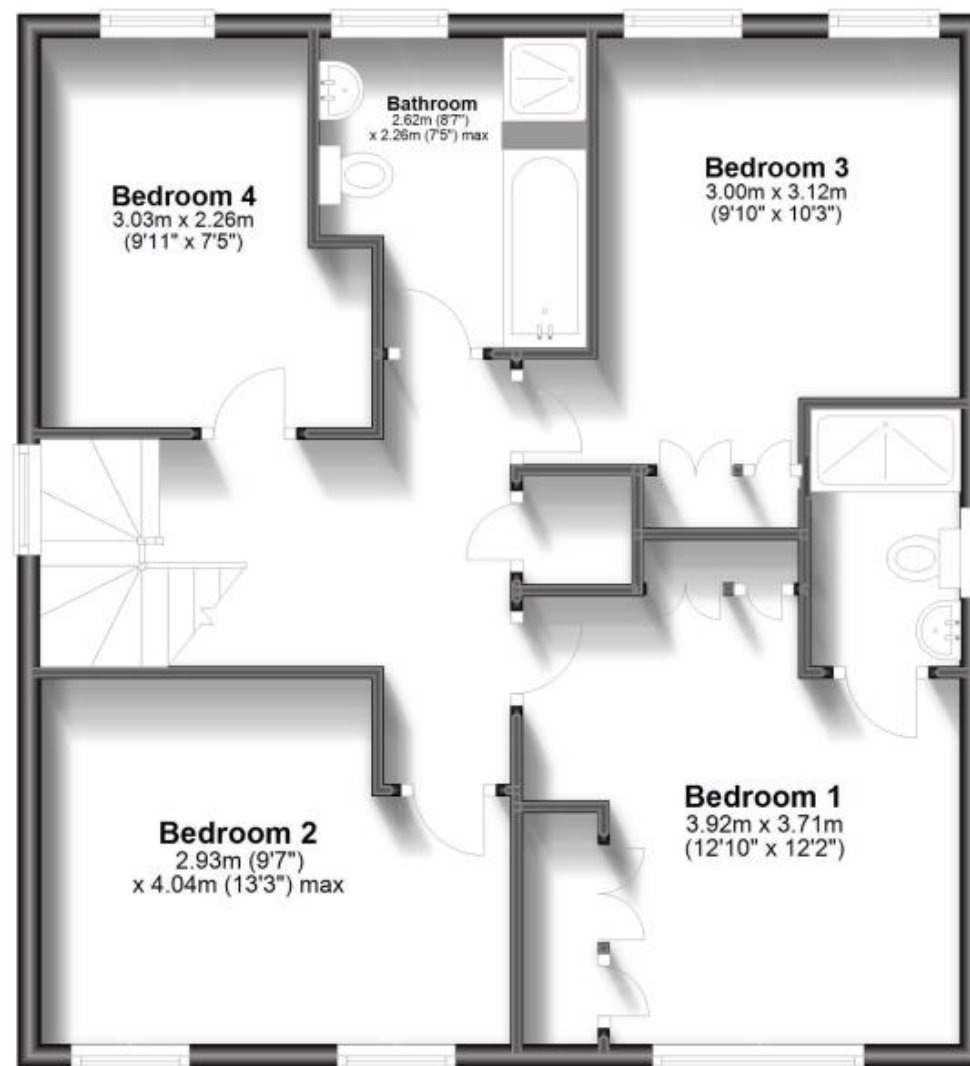 Bathroom
2.62m (8'7")
x 2.26m (7'5") max
Bedroom 4
3.03m x 2.26m
(9'11" x 7'5")
Bedroom 3
3.00m x 3.12m
(9'10" x 10'3")
Bedroom 2
2.93m (9'7")
x 4.04m (13'3") max
Bedroom 1
3.92m x 3.71m
(12'10" x 12'2")